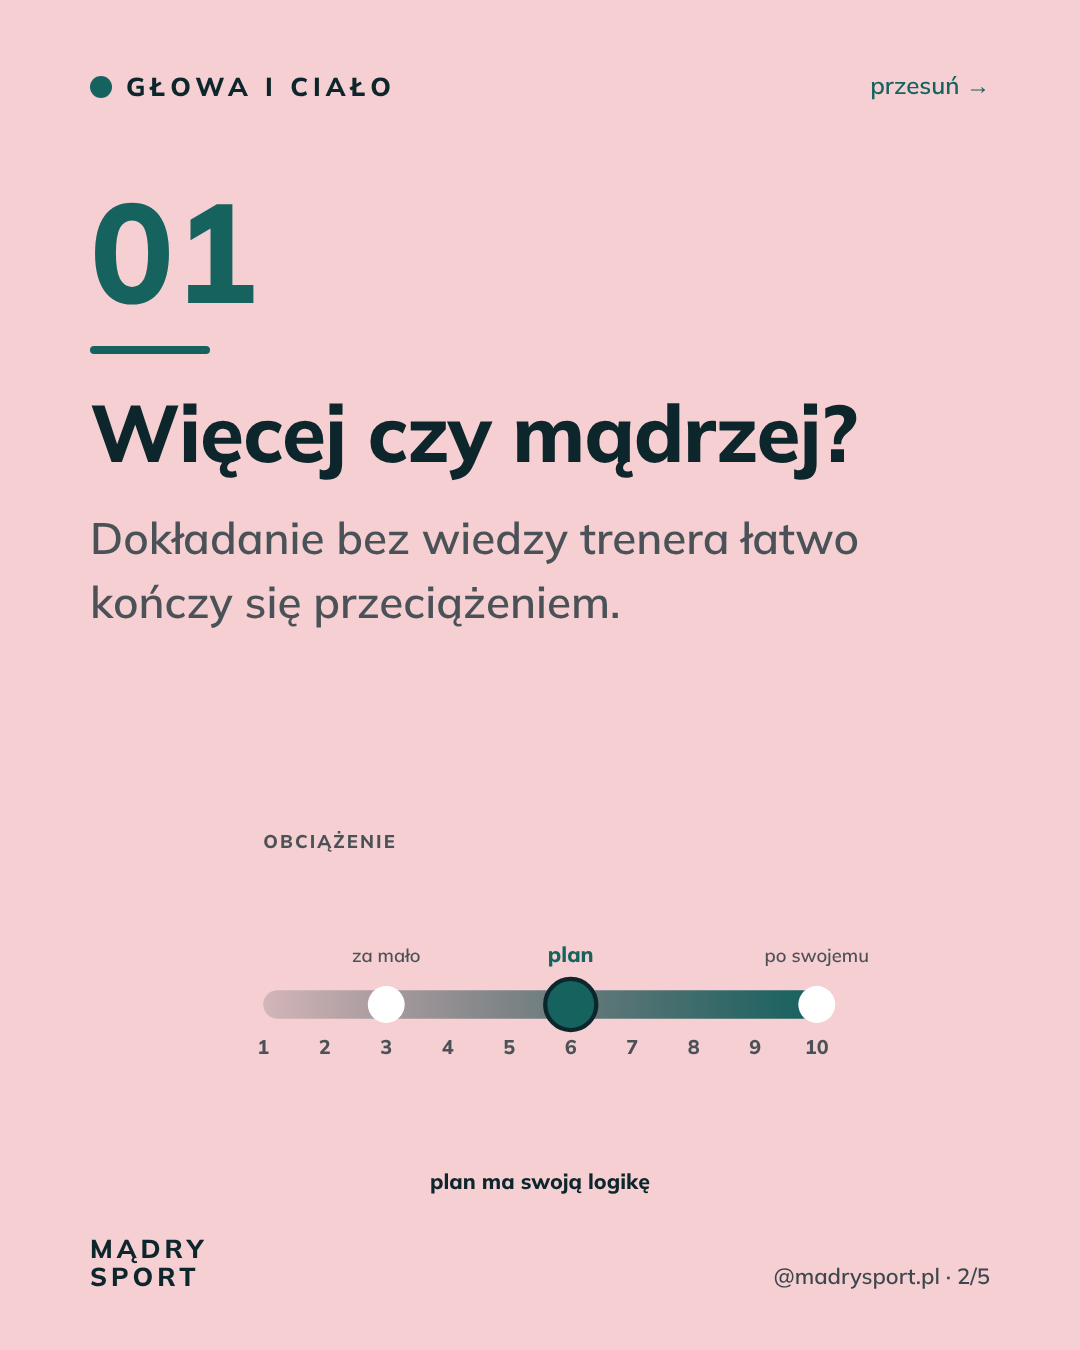 GŁOWA I CIAŁO
przesuń →
01
Więcej czy mądrzej?
Dokładanie bez wiedzy trenera łatwo
kończy się przeciążeniem.
OBCIĄŻENIE
za mało plan po swojemu
1 2 3 4 5 6 7 8 9 10
plan ma swoją logikę
MĄDRY
SPORT
@madrysport.pl · 2/5